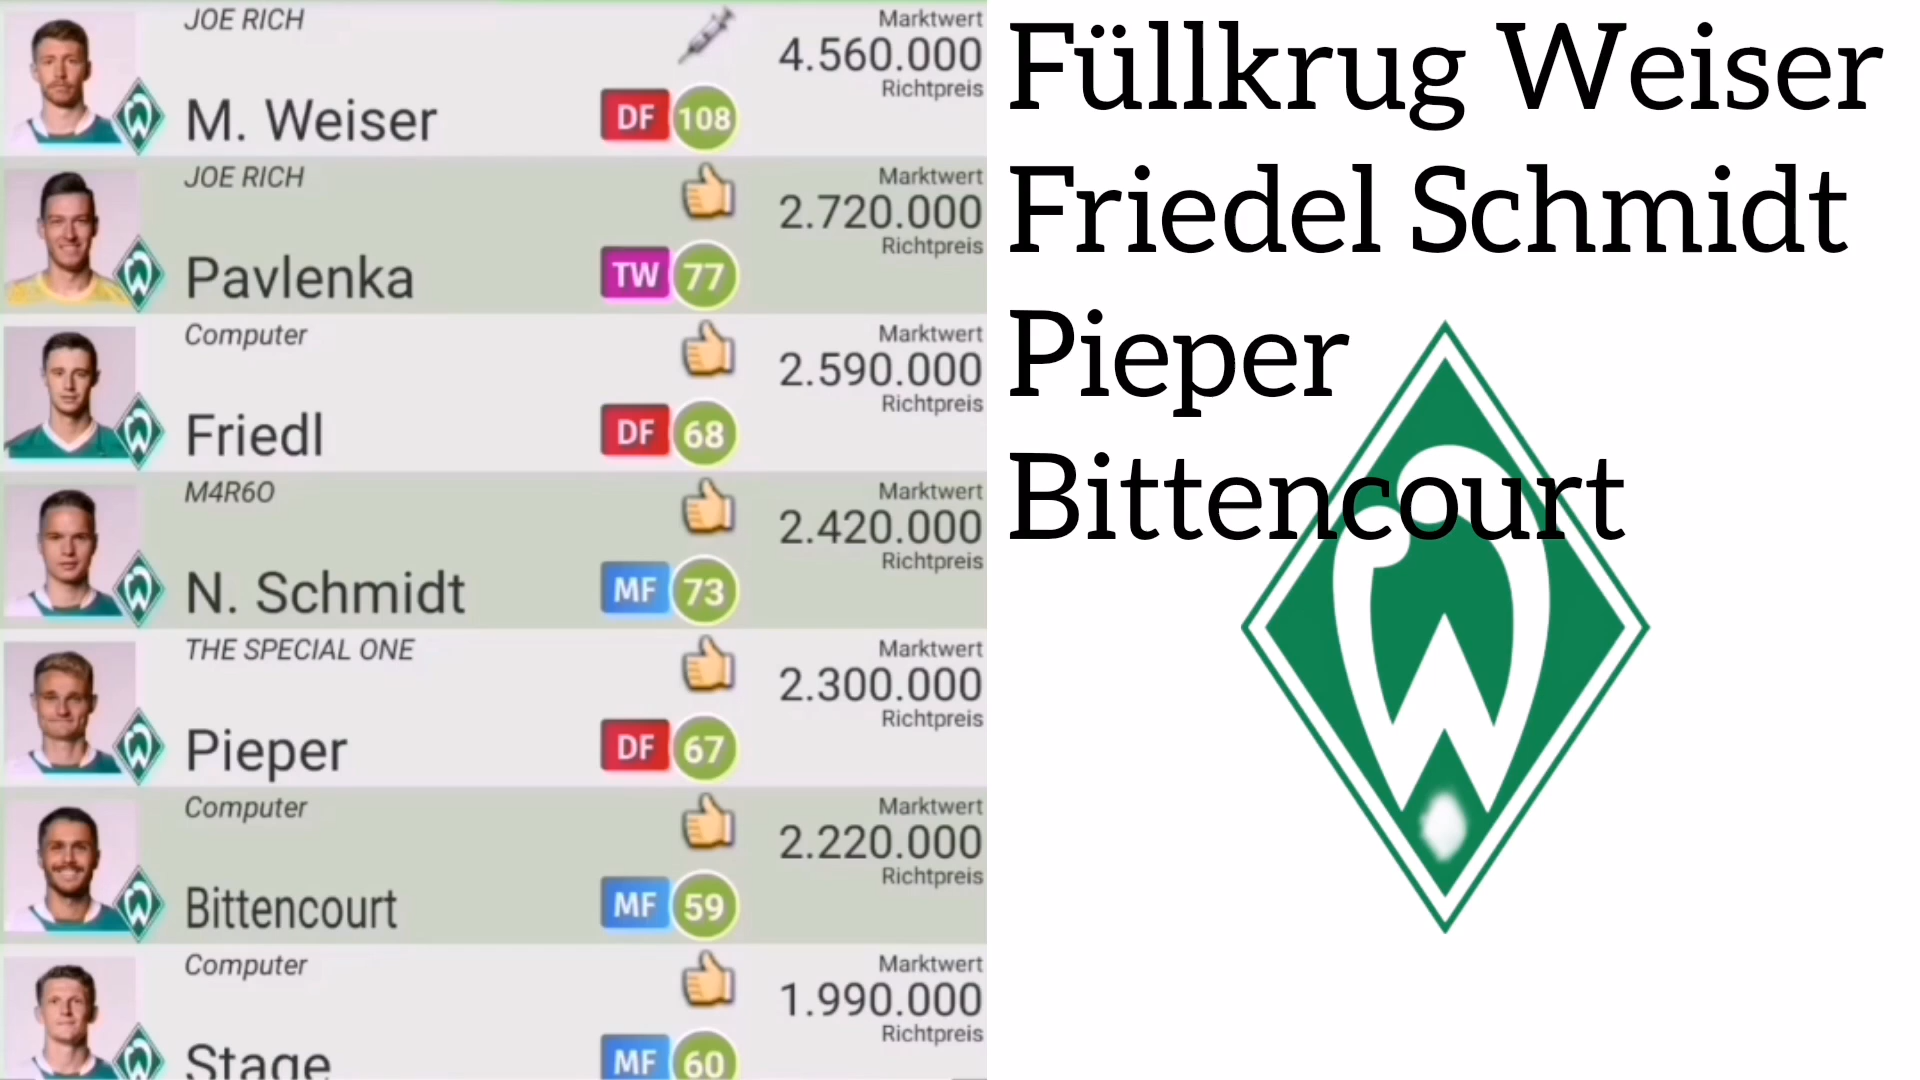 JOE RICH
Marktwert
4.560.000
Richtpreis
M. Weiser
DF 108
JOE RICH
Marktwert
2.720.000
Richtpreis
Pavlenka
TW 77
Computer
Marktwert
2.590.000
Richtpreis
Friedl
DF 68
M4R6O
Marktwert
2.420.000
Richtpreis
N. Schmidt
MF 73
THE SPECIAL ONE
Marktwert
2.300.000
Richtpreis
Pieper
DF 67
Computer
Marktwert
2.220.000
Richtpreis
Bittencourt
MF 59
Computer
Marktwert
1.990.000
Richtpreis
Stage
MF 60
Füllkrug Weiser
Friedel Schmidt
Pieper
Bittencourt
W